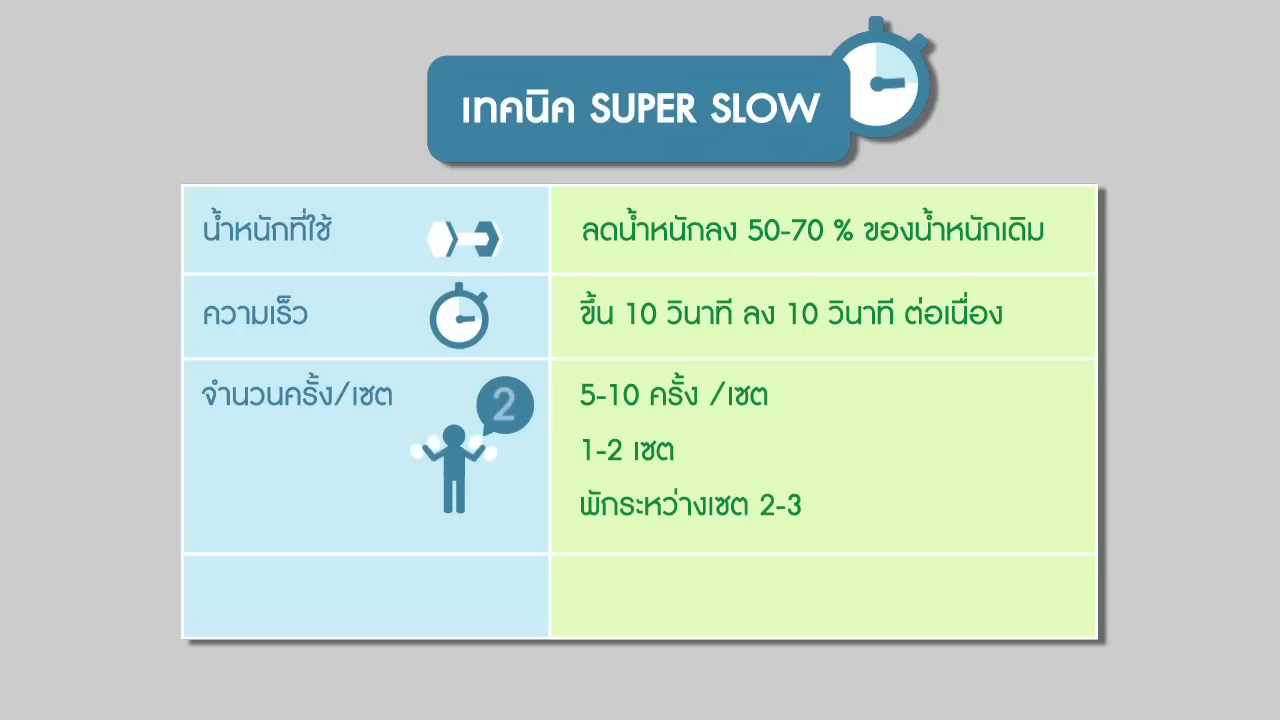 เทคนิค SUPER SLOW
น้ำหนักที่ใช้
ลดน้ำหนักลง 50-70 % ของน้ำหนักเดิม
ความเร็ว
ขึ้น 10 วินาที ลง 10 วินาที ต่อเนื่อง
จำนวนครั้ง/เซต
2
5-10 ครั้ง /เซต
1-2 เซต
พักระหว่างเซต 2-3